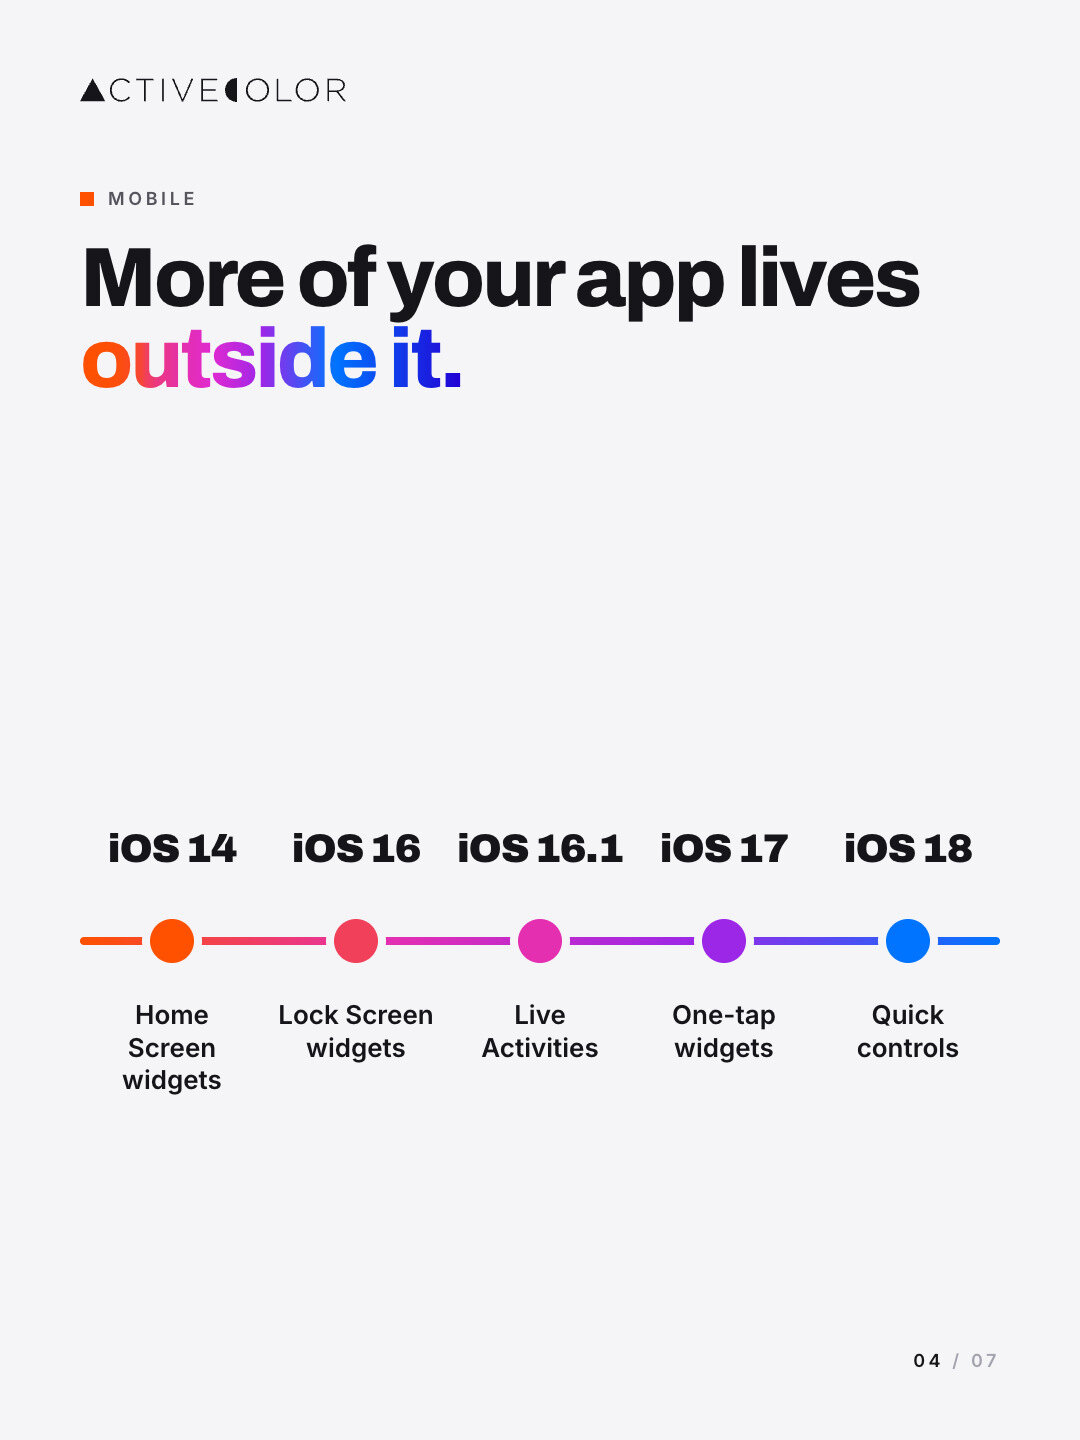 ACTIVECOLOR
MOBILE
More of your app lives
outside it.
iOS 14
iOS 16
iOS 16.1
iOS 17
iOS 18
Home
Screen
widgets
Lock Screen
widgets
Live
Activities
One-tap
widgets
Quick
controls
04 / 07